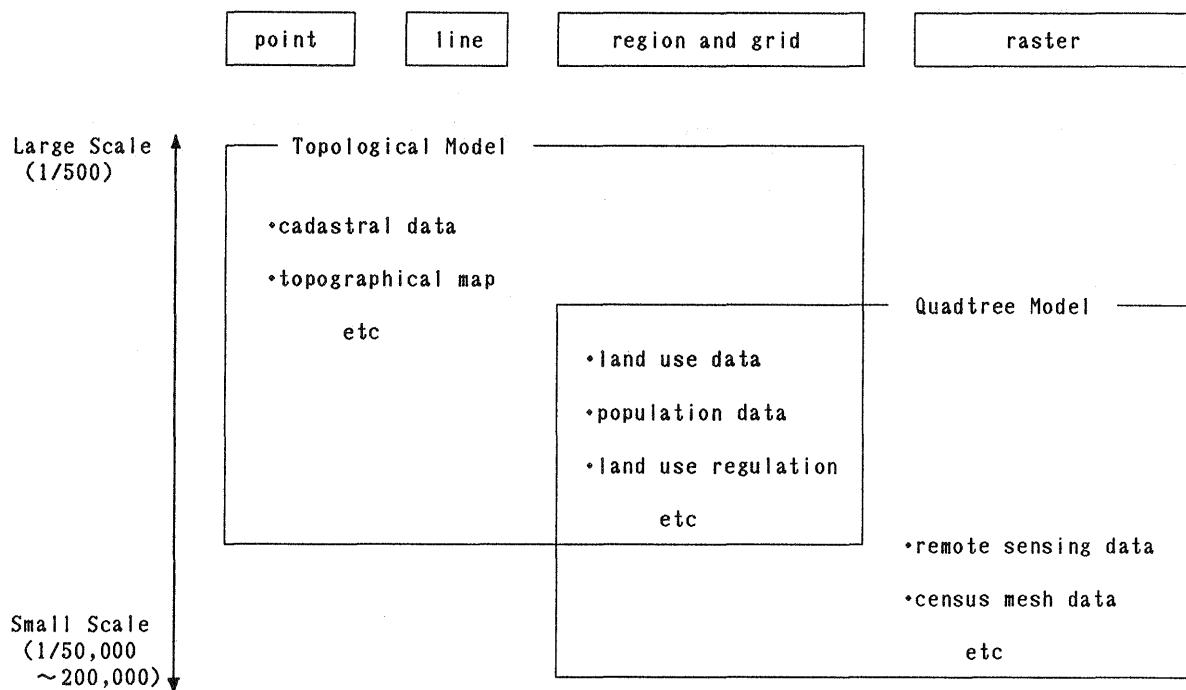 point
line
region and grid
raster
Large Scale
(1/500)
Topological Model
•cadastral data
•topographical map
etc
Quadtree Model
•land use data
•population data
•land use regulation
etc
•remote sensing data
•census mesh data
etc
Small Scale
(1/50,000
～200,000)